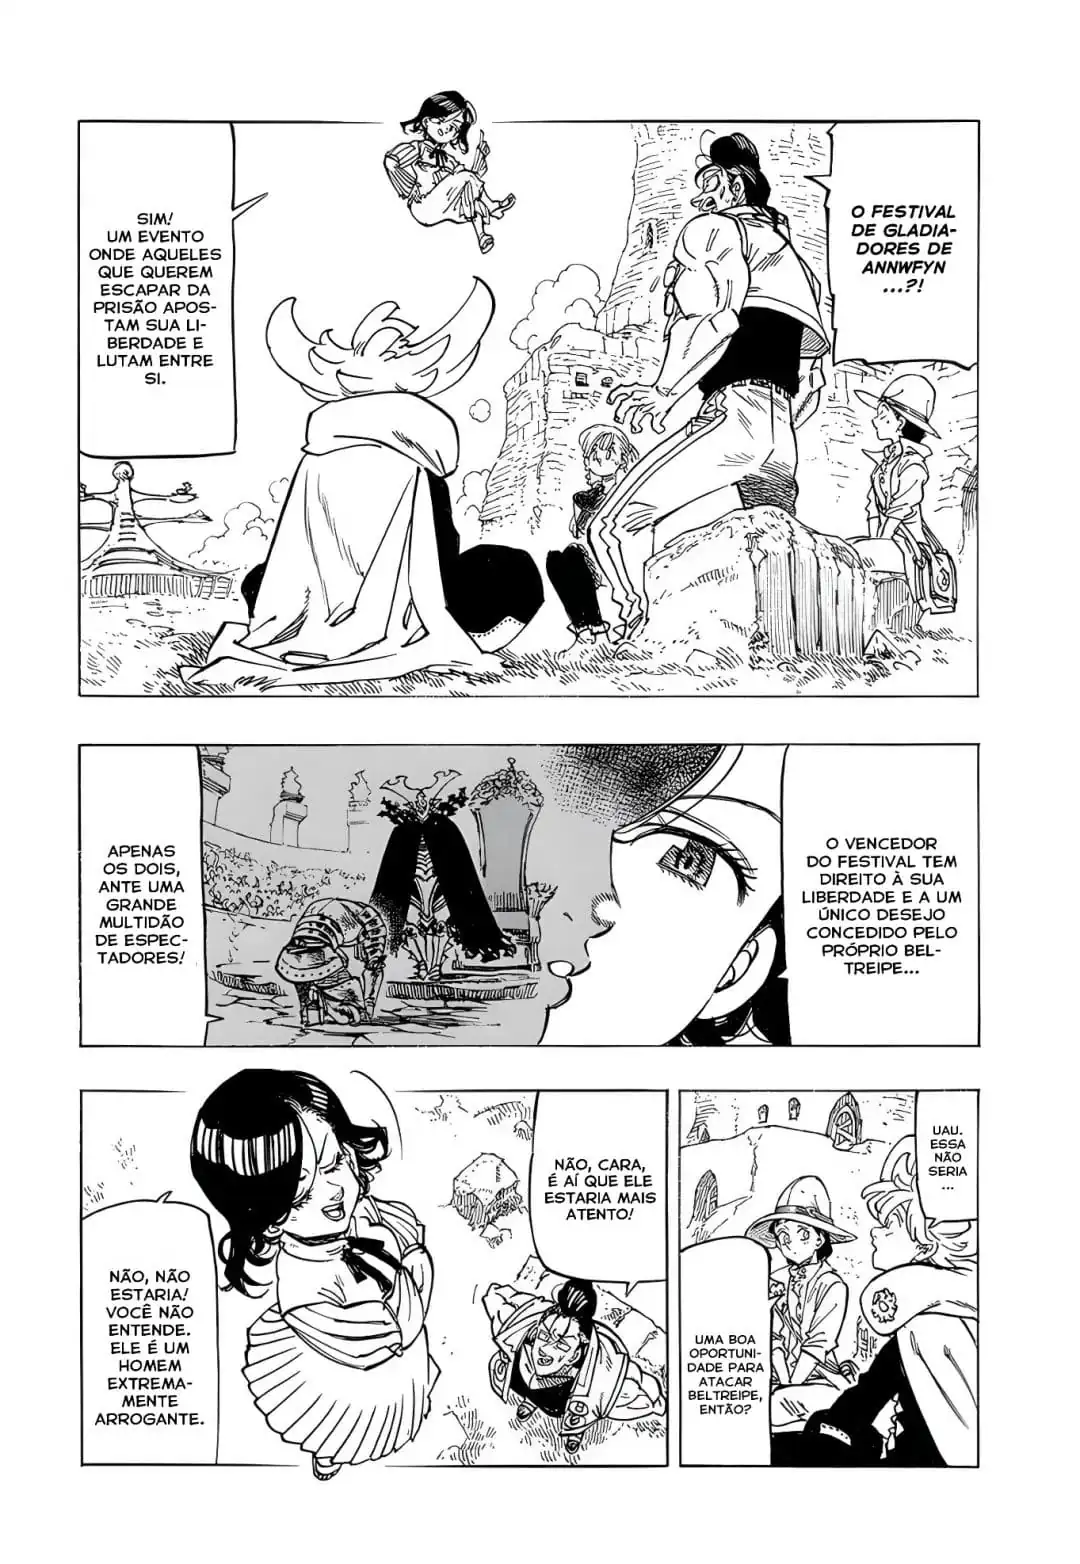 O FESTIVAL
DE GLADIA-
DORES DE
ANNWFYN
...?!
SIM!
UM EVENTO
ONDE AQUELES
QUE QUEREM
ESCAPAR DA
PRISÃO APOS-
TAM SUA LI-
BERDADE E
LUTAM ENTRE
SI.
O VENCEDOR
DO FESTIVAL TEM
DIREITO À SUA
LIBERDADE E A UM
ÚNICO DESEJO
CONCEDIDO PELO
PRÓPRIO BEL-
TREIPE...
APENAS
OS DOIS,
ANTE UMA
GRANDE
MULTIDÃO
DE ESPEC-
TADORES!
UAU.
ESSA
NÃO
SERIA
...
UMA BOA
OPORTUNI-
DADE PARA
ATACAR
BELTREIPE,
ENTÃO?
NÃO, CARA,
É AÍ QUE ELE
ESTARIA MAIS
ATENTO!
NÃO, NÃO
ESTARIA!
VOCÊ NÃO
ENTENDE.
ELE É UM
HOMEM
EXTREMA-
MENTE
ARROGANTE.